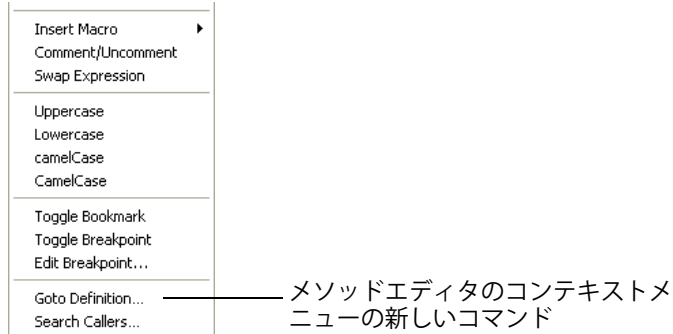 Insert Macro
Comment/Uncomment
Swap Expression
Uppercase
Lowercase
camelCase
CamelCase
Toggle Bookmark
Toggle Breakpoint
Edit Breakpoint...
Goto Definition...
Search Callers...
メソッドエディタのコンテキストメ
ニューの新しいコマンド